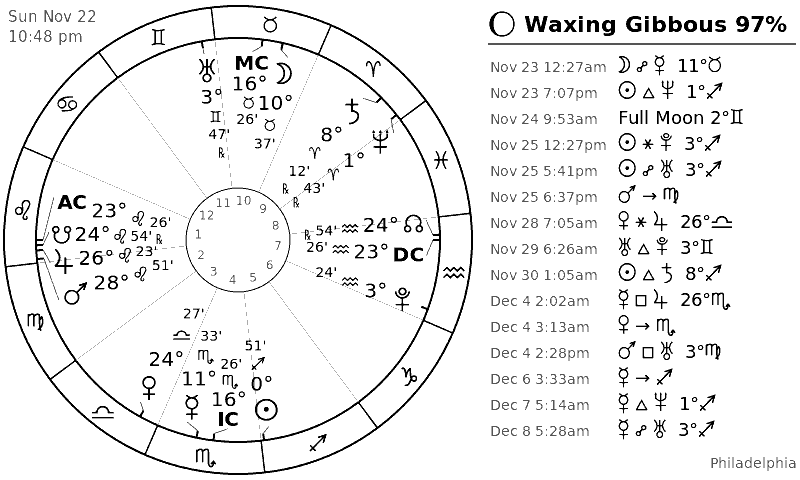 Sun Nov 22
10:48 pm
Waxing Gibbous 97%
Nov 23 12:27am ☽ ☍ ☿ 11°♉
Nov 23 7:07pm ☉ △ ♆ 1°♐
Nov 24 9:53am Full Moon 2°♊
Nov 25 12:27pm ☉ ⚹ ♇ 3°♐
Nov 25 5:41pm ☉ ☍ ♅ 3°♐
Nov 25 6:37pm ♂ → ♍
Nov 28 7:05am ♀ ⚹ ♃ 26°♎
Nov 29 6:26am ♅ △ ♇ 3°♊
Nov 30 1:05am ☉ △ ♄ 8°♐
Dec 4 2:02am ☿ □ ♃ 26°♏
Dec 4 3:13am ♀ → ♏
Dec 4 2:28pm ♂ □ ♅ 3°♍
Dec 6 3:33am ☿ → ♐
Dec 7 5:14am ☿ △ ♆ 1°♐
Dec 8 5:28am ☿ ☍ ♅ 3°♐
Philadelphia
♊ ♉ ♈ ♓ ♒ ♑ ♐ ♏ ♎ ♍ ♌ ♋
♅ 3° ♊ 47' ℞
MC 16° ♉ 26'
☽ 10° ♉ 37'
♄ 8° ♈ 12' ℞
♆ 1° ♈ 43' ℞
☊ 24° ♒ 54' ℞
DC 23° ♒ 26'
♇ 3° ♒ 24'
☉ 0° ♐ 51'
IC 16° ♏ 26'
☿ 11° ♏ 33'
♀ 24° ♎ 27'
♂ 28° ♌ 51'
♃ 26° ♌ 23'
☋ 24° ♌ 54' ℞
AC 23° ♌ 26'
1 2 3 4 5 6 7 8 9 10 11 12